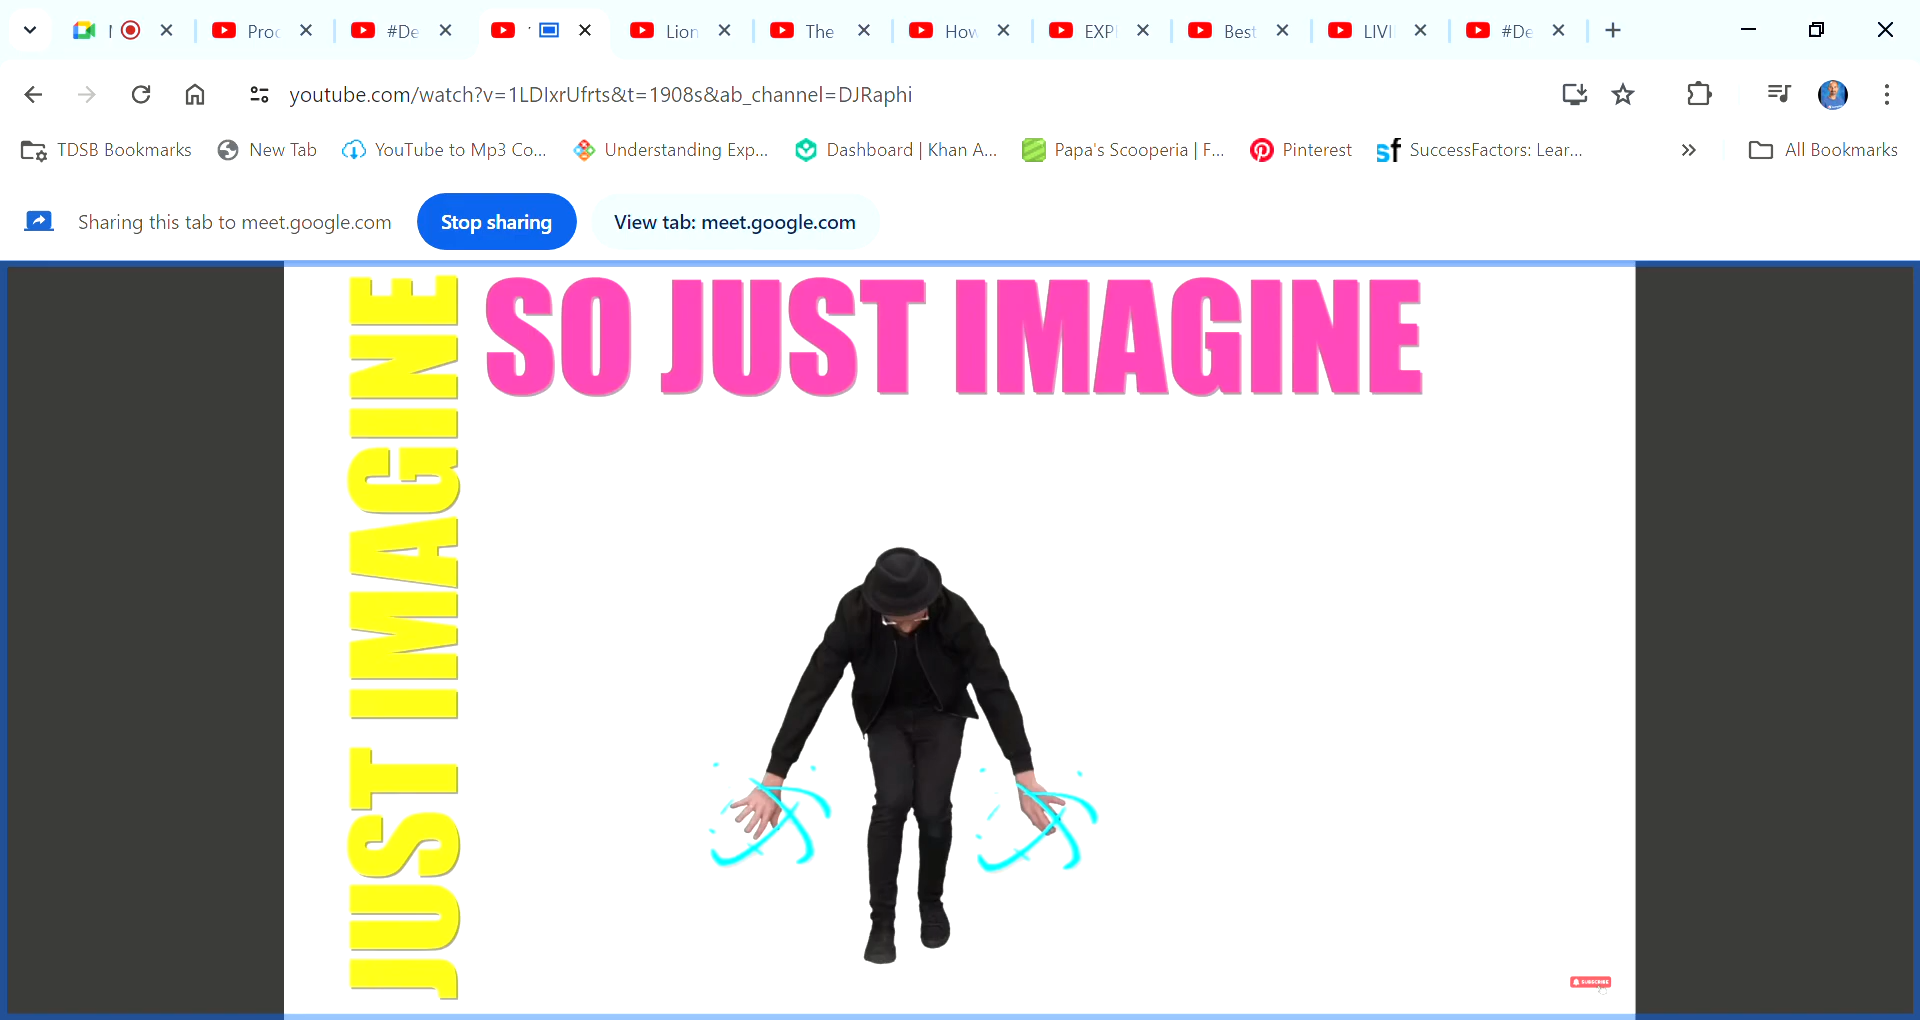 Proc
#De
Lion
The
How
EXP
Best
LIVI
#De
youtube.com/watch?v=1LDIxrUfrts&t=1908s&ab_channel=DJRaphi
TDSB Bookmarks New Tab YouTube to Mp3 Co... Understanding Exp... Dashboard | Khan A... Papa's Scooperia | F... Pinterest SuccessFactors: Lear... All Bookmarks
Sharing this tab to meet.google.com Stop sharing View tab: meet.google.com
JUST IMAGINE
SO JUST IMAGINE
SUBSCRIBE